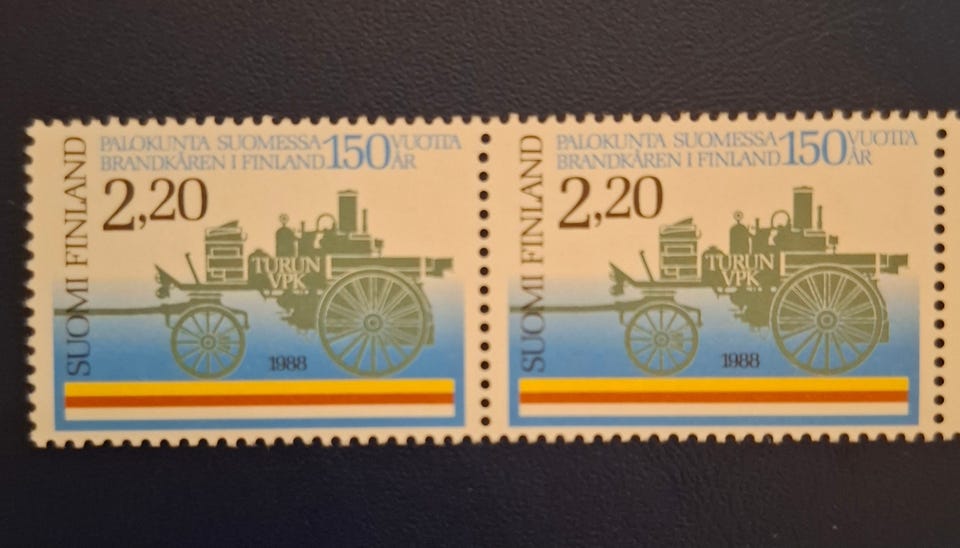 PALOKUNTA SUOMESSA 150 VUOTTA
BRANDKÅREN I FINLAND ÅR
2,20
SUOMI FINLAND
TURUN
VPK
1988
PALOKUNTA SUOMESSA 150 VUOTTA
BRANDKÅREN I FINLAND ÅR
2,20
SUOMI FINLAND
TURUN
VPK
1988